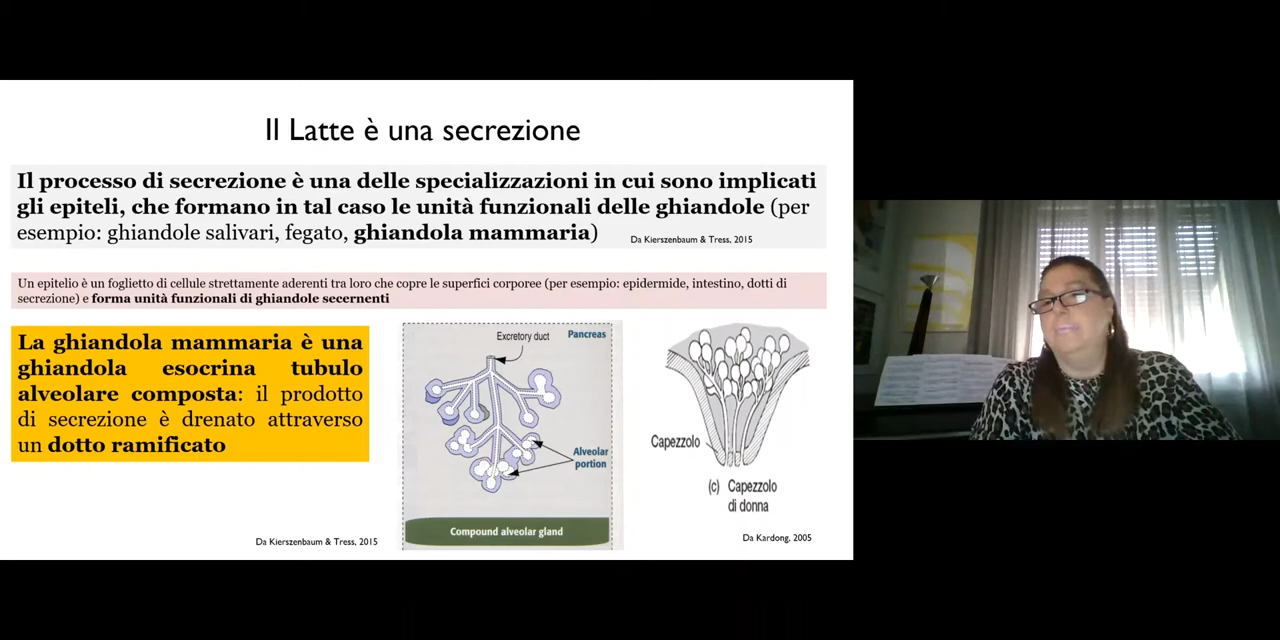 Il Latte è una secrezione
Il processo di secrezione è una delle specializzazioni in cui sono implicati
gli epiteli, che formano in tal caso le unità funzionali delle ghiandole (per
esempio: ghiandole salivari, fegato, ghiandola mammaria)
Da Kierszenbaum & Tress, 2015
Un epitelio è un foglietto di cellule strettamente aderenti tra loro che copre le superfici corporee (per esempio: epidermide, intestino, dotti di
secrezione) e forma unità funzionali di ghiandole secernenti
La ghiandola mammaria è una
ghiandola esocrina tubulo
alveolare composta: il prodotto
di secrezione è drenato attraverso
un dotto ramificato
Da Kierszenbaum & Tress, 2015
Excretory duct
Pancreas
Alveolar
portion
Compound alveolar gland
Capezzolo
(c) Capezzolo
di donna
Da Kardong, 2005